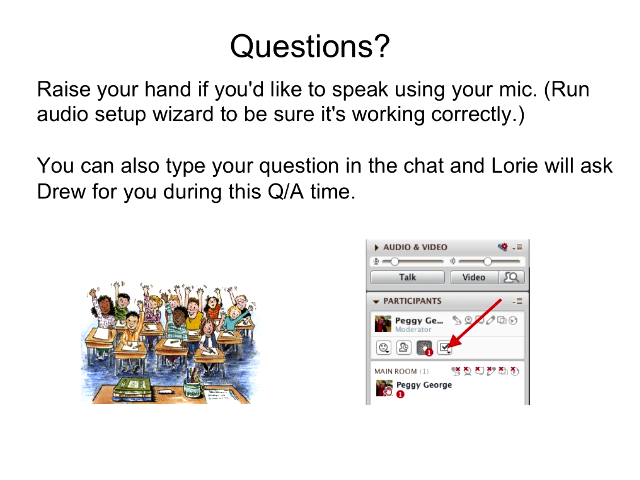 Questions?
Raise your hand if you'd like to speak using your mic. (Run
audio setup wizard to be sure it's working correctly.)
You can also type your question in the chat and Lorie will ask
Drew for you during this Q/A time.
AUDIO & VIDEO
Talk Video
PARTICIPANTS
Peggy Ge...
Moderator
1
MAIN ROOM (1)
Peggy George
1